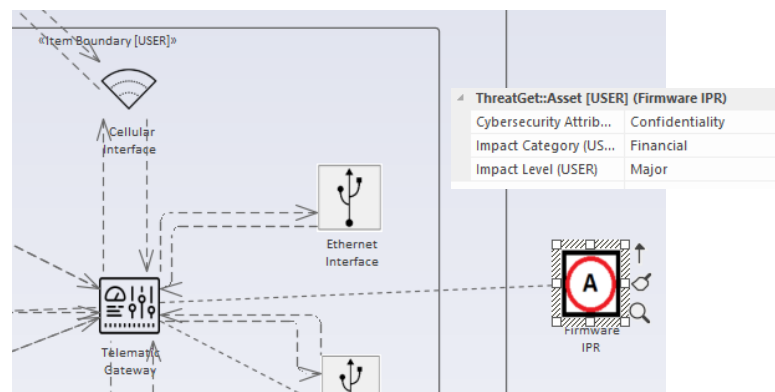 «Item Boundary [USER]»
Cellular
Interface
ThreatGet::Asset [USER] (Firmware IPR)
Cybersecurity Attrib... Confidentiality
Impact Category (US... Financial
Impact Level (USER) Major
Ethernet
Interface
A
Firmware
IPR
Telematic
Gateway